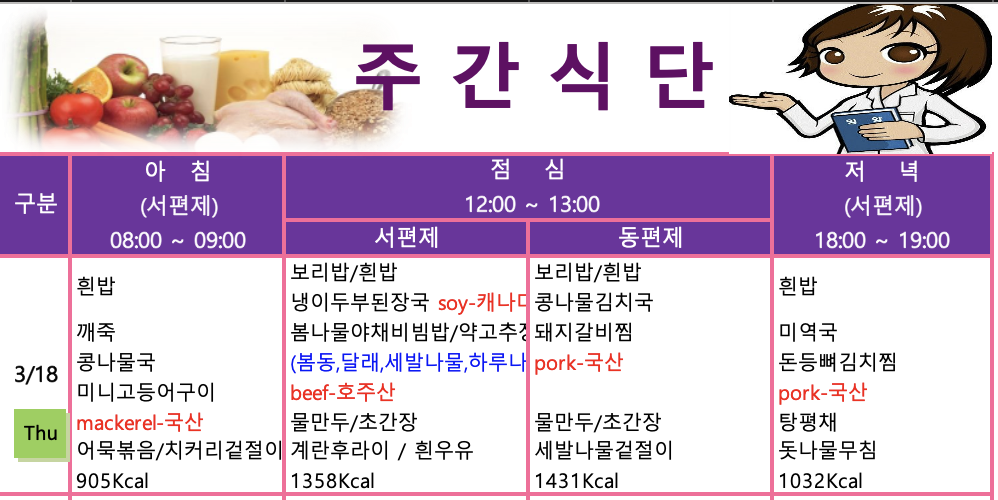 주간식단
구분
아 침
(서편제)
08:00 ~ 09:00
점 심
12:00 ~ 13:00
서편제
동편제
저 녁
(서편제)
18:00 ~ 19:00
3/18
Thu
흰밥
깨죽
콩나물국
미니고등어구이
mackerel-국산
어묵볶음/치커리겉절이
905Kcal
보리밥/흰밥
냉이두부된장국 soy-캐나다
봄나물야채비빔밥/약고추장
(봄동,달래,세발나물,하루나
beef-호주산
물만두/초간장
계란후라이 / 흰우유
1358Kcal
보리밥/흰밥
콩나물김치국
돼지갈비찜
pork-국산
물만두/초간장
세발나물겉절이
1431Kcal
흰밥
미역국
돈등뼈김치찜
pork-국산
탕평채
돗나물무침
1032Kcal